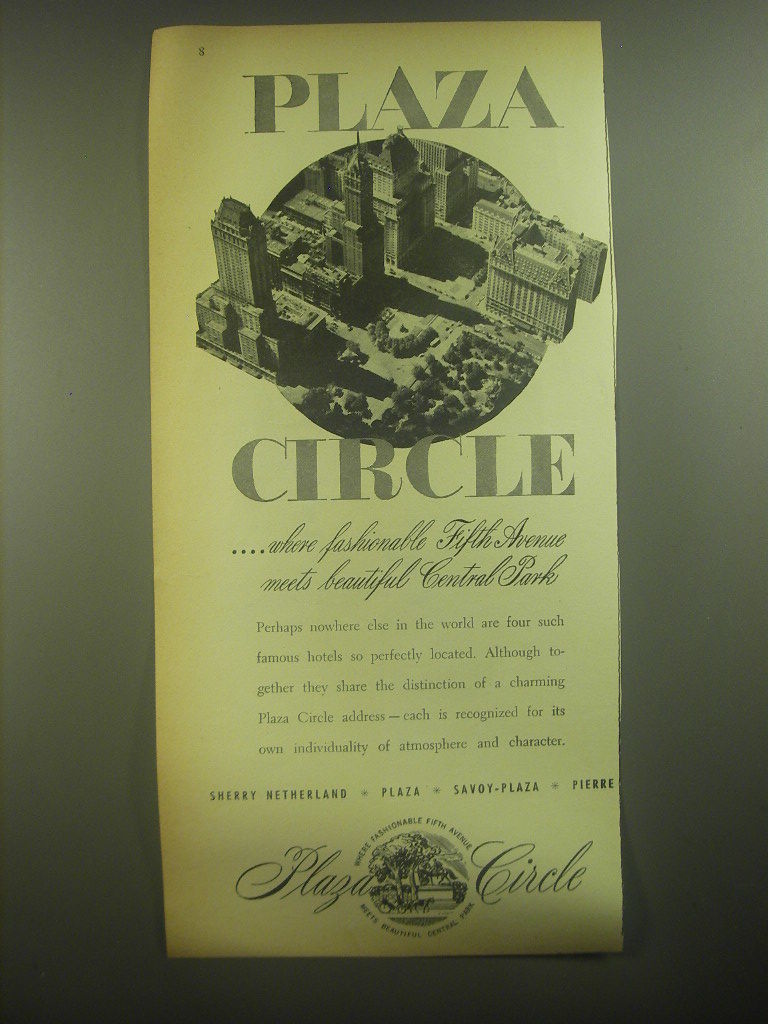 8
PLAZA
CIRCLE
....where fashionable Fifth Avenue
meets beautiful Central Park
Perhaps nowhere else in the world are four such
famous hotels so perfectly located. Although to-
gether they share the distinction of a charming
Plaza Circle address — each is recognized for its
own individuality of atmosphere and character.
SHERRY NETHERLAND * PLAZA * SAVOY-PLAZA * PIERRE
WHERE FASHIONABLE FIFTH AVENUE
Plaza Circle
MEETS BEAUTIFUL CENTRAL PARK